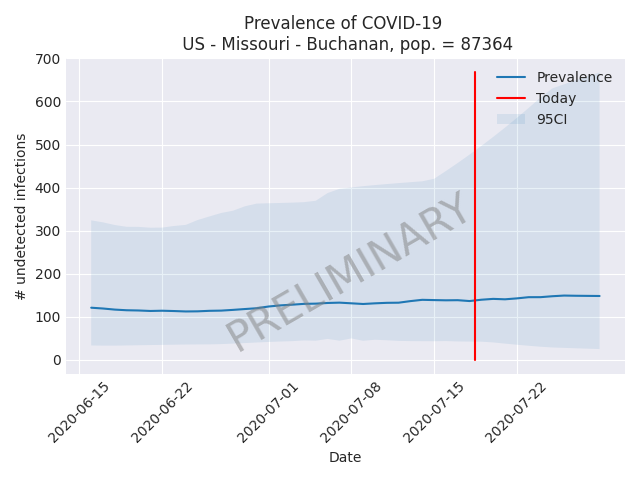 Prevalence of COVID-19
US - Missouri - Buchanan, pop. = 87364
# undetected infections
700
600
500
400
300
200
100
0
Prevalence
Today
95CI
PRELIMINARY
2020-06-15
2020-06-22
2020-07-01
2020-07-08
2020-07-15
2020-07-22
Date